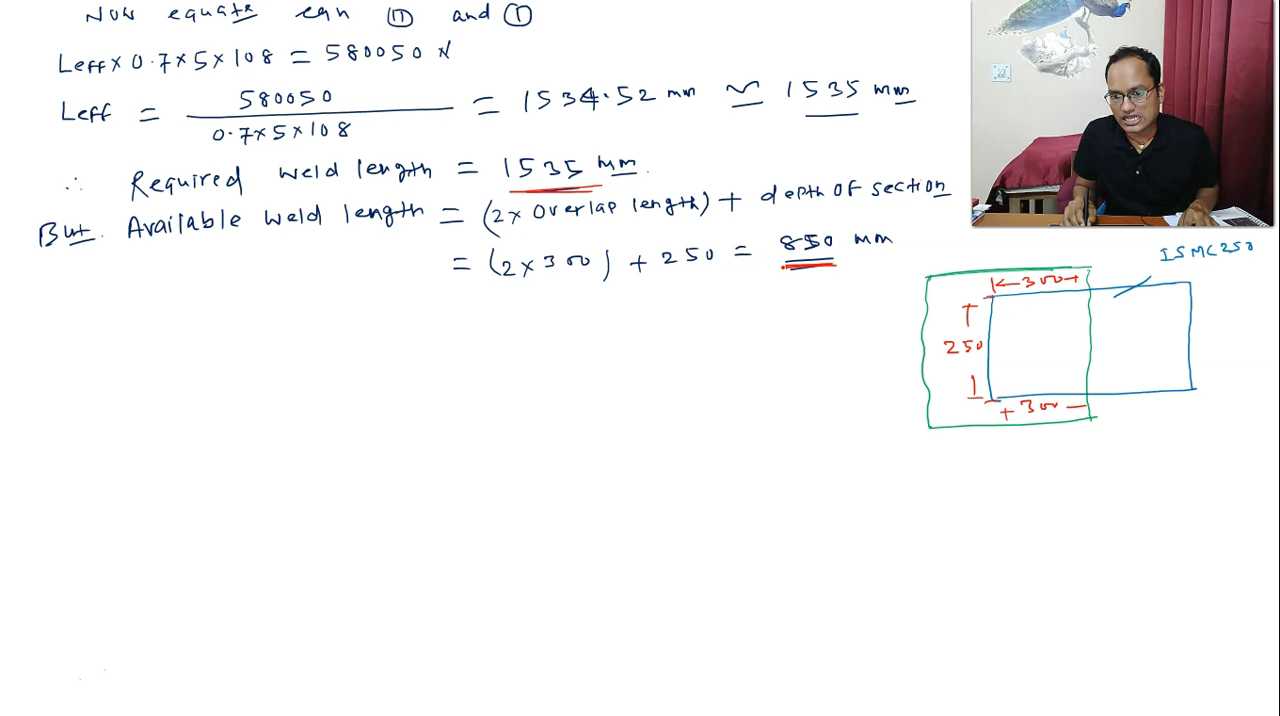 Now equate eqn Ⓘⓘ and Ⓘ
Leff × 0.7×5×108 = 580050 N
Leff = 580050 / 0.7×5×108 = 1534.52 mm ≃ 1535 mm
∴ Required weld length = 1535 mm.
But. Available weld length = (2× Overlap length) + depth of section
= (2×300) + 250 = 850 mm
ISMC250
300
250
300